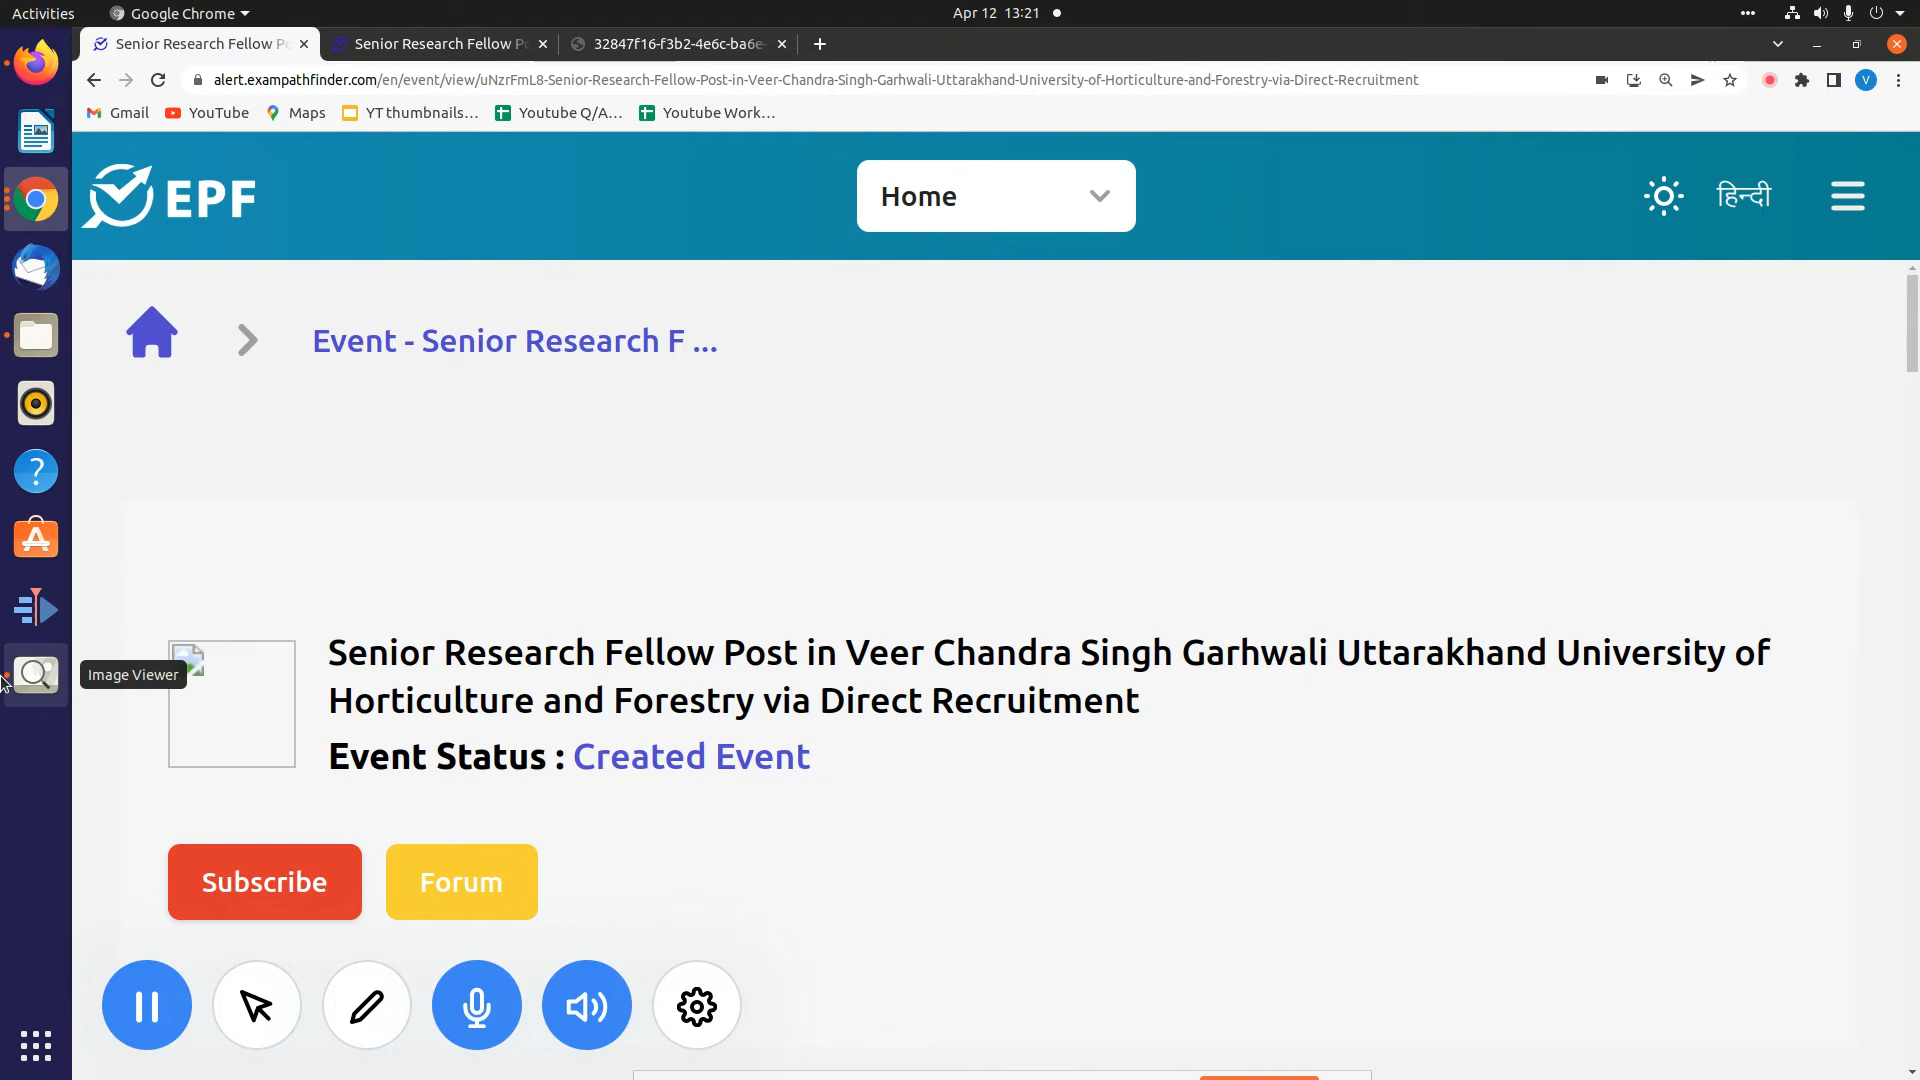 Activities Google Chrome Apr 12 13:21
Senior Research Fellow Po Senior Research Fellow Po 32847f16-f3b2-4e6c-ba6e-
alert.exampathfinder.com/en/event/view/uNzrFmL8-Senior-Research-Fellow-Post-in-Veer-Chandra-Singh-Garhwali-Uttarakhand-University-of-Horticulture-and-Forestry-via-Direct-Recruitment V
Gmail YouTube Maps YT thumbnails... Youtube Q/A... Youtube Work...
EPF Home हिन्दी
Event - Senior Research F ...
Senior Research Fellow Post in Veer Chandra Singh Garhwali Uttarakhand University of
Horticulture and Forestry via Direct Recruitment
Image Viewer
Event Status : Created Event
Subscribe Forum